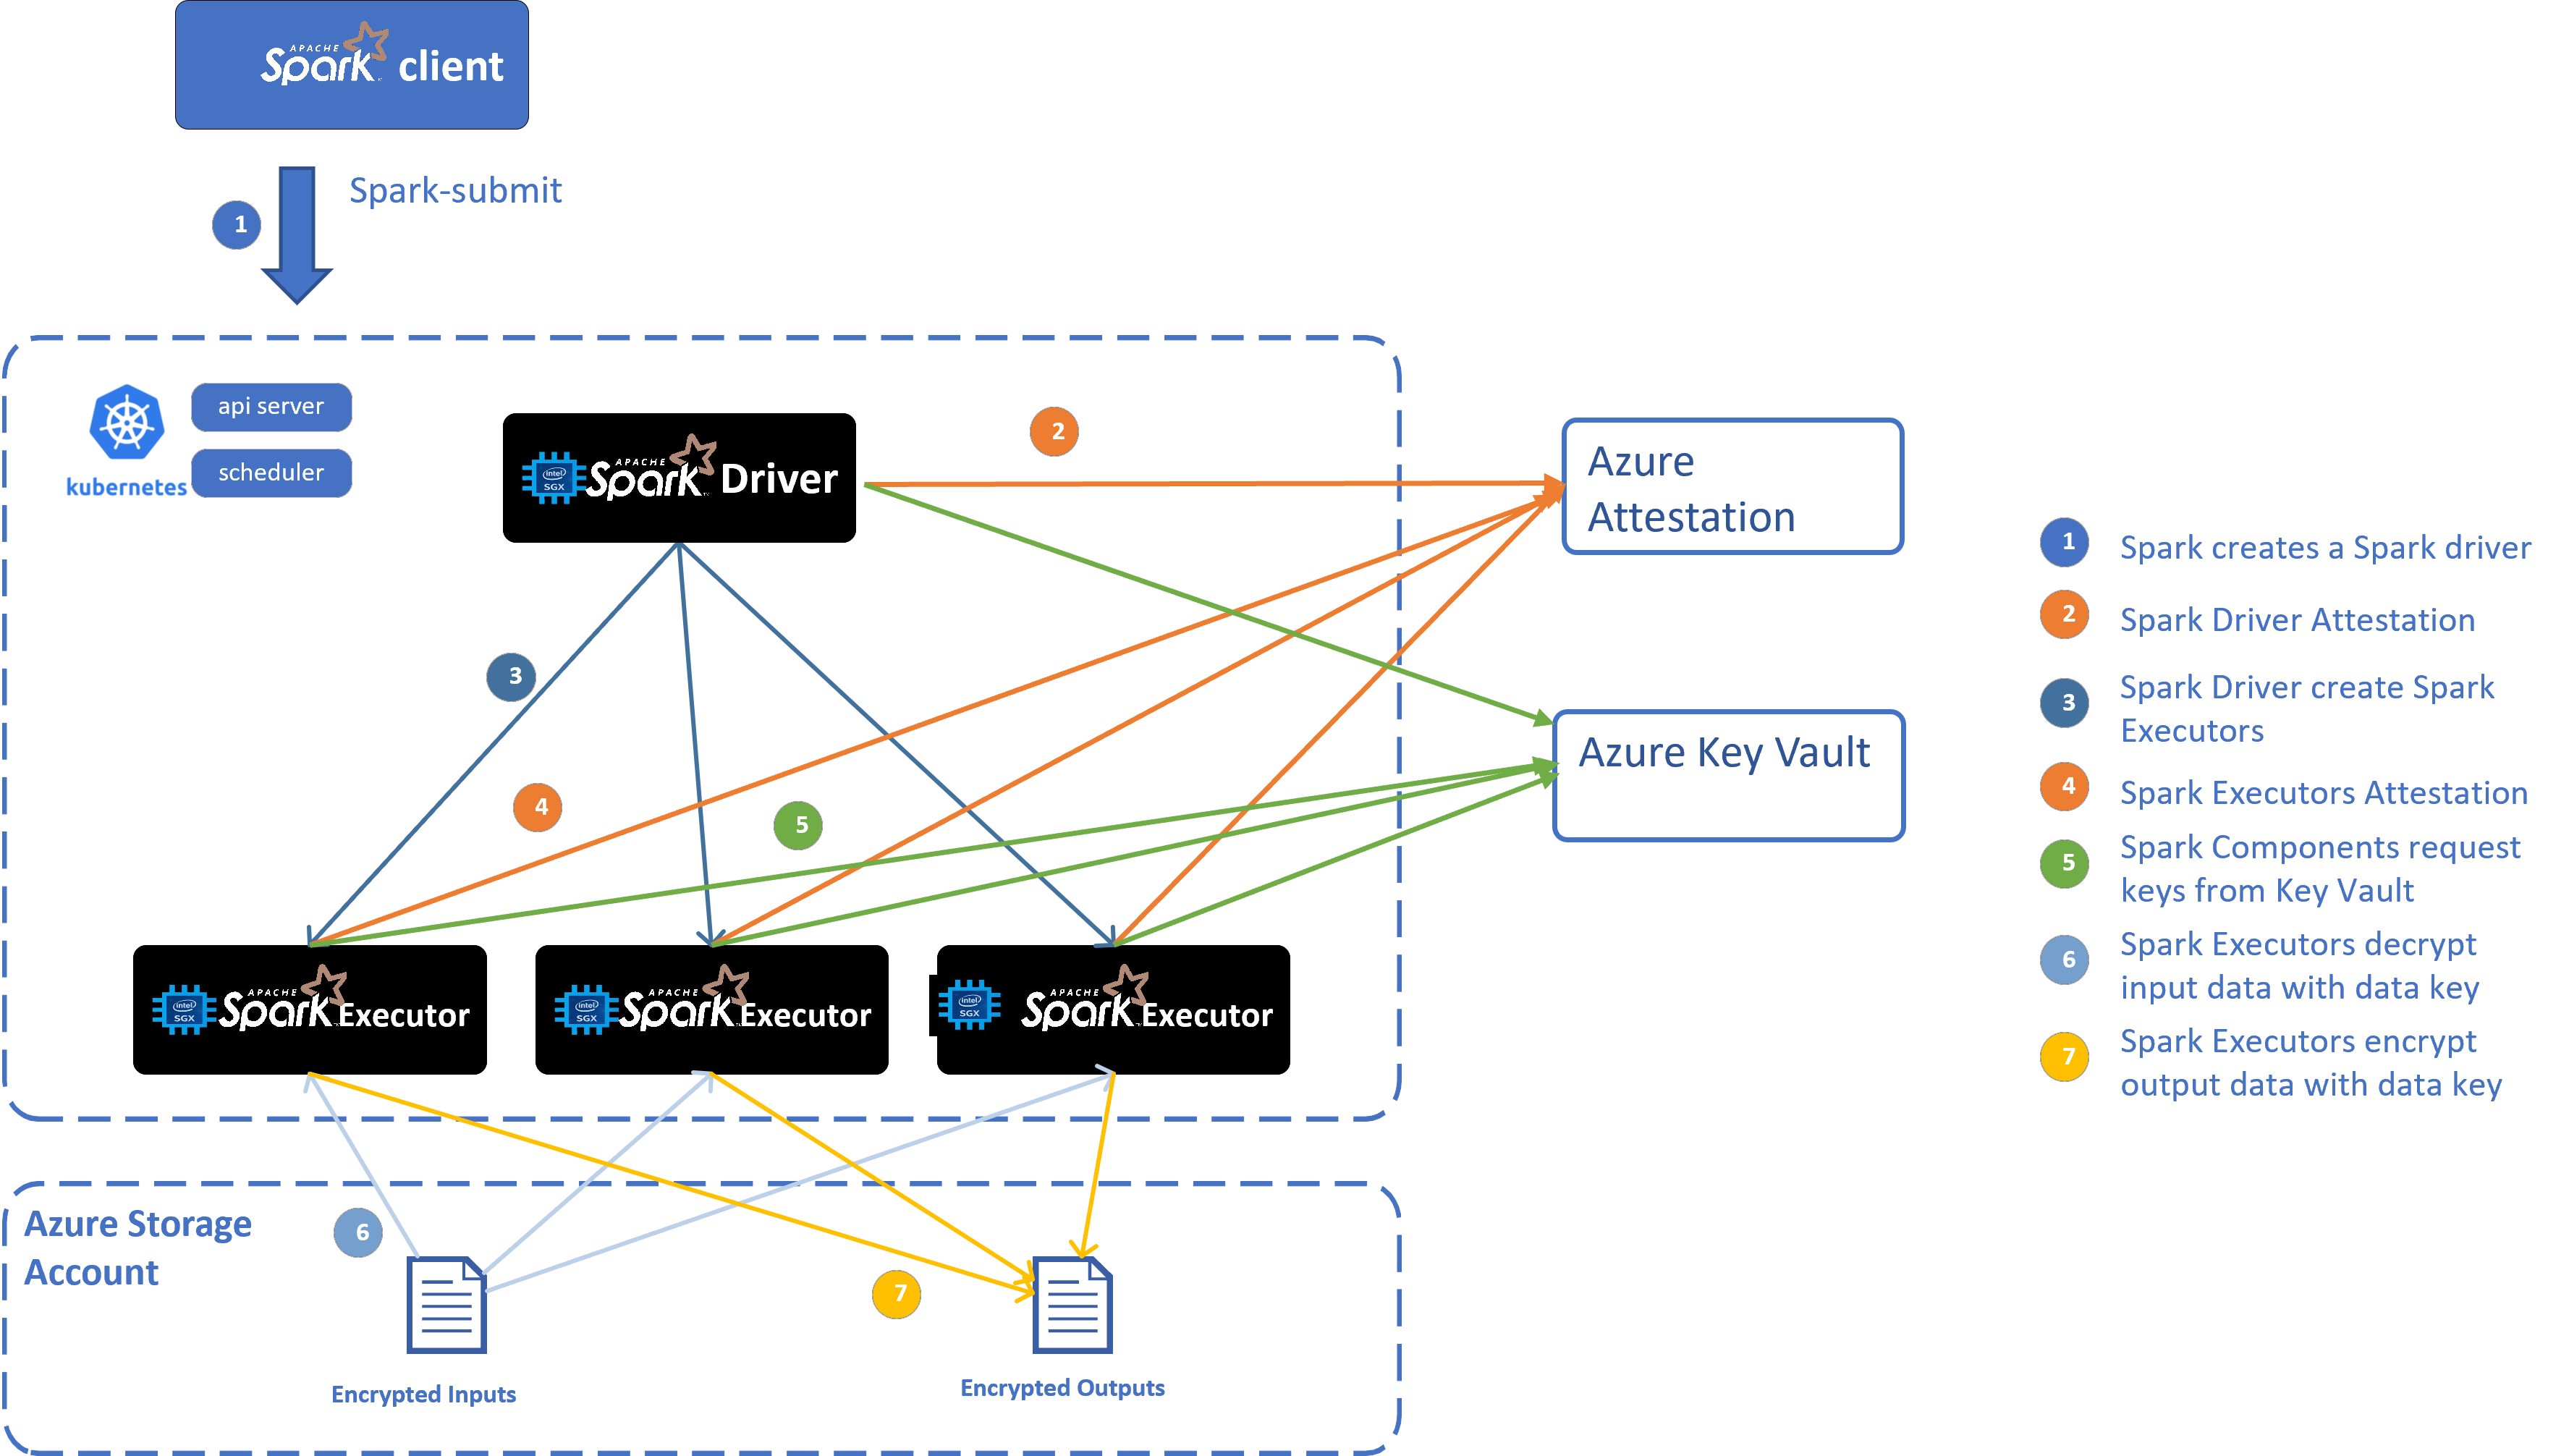 APACHE
Spark client
1
Spark-submit
kubernetes
api server
scheduler
intel
SGX
APACHE
Spark Driver
2
Azure
Attestation
3
4
5
Azure Key Vault
intel
SGX
APACHE
Spark Executor
intel
SGX
APACHE
Spark Executor
intel
SGX
APACHE
Spark Executor
Azure Storage
Account
6
7
Encrypted Inputs
Encrypted Outputs
1 Spark creates a Spark driver
2 Spark Driver Attestation
3 Spark Driver create Spark
Executors
4 Spark Executors Attestation
5 Spark Components request
keys from Key Vault
6 Spark Executors decrypt
input data with data key
7 Spark Executors encrypt
output data with data key